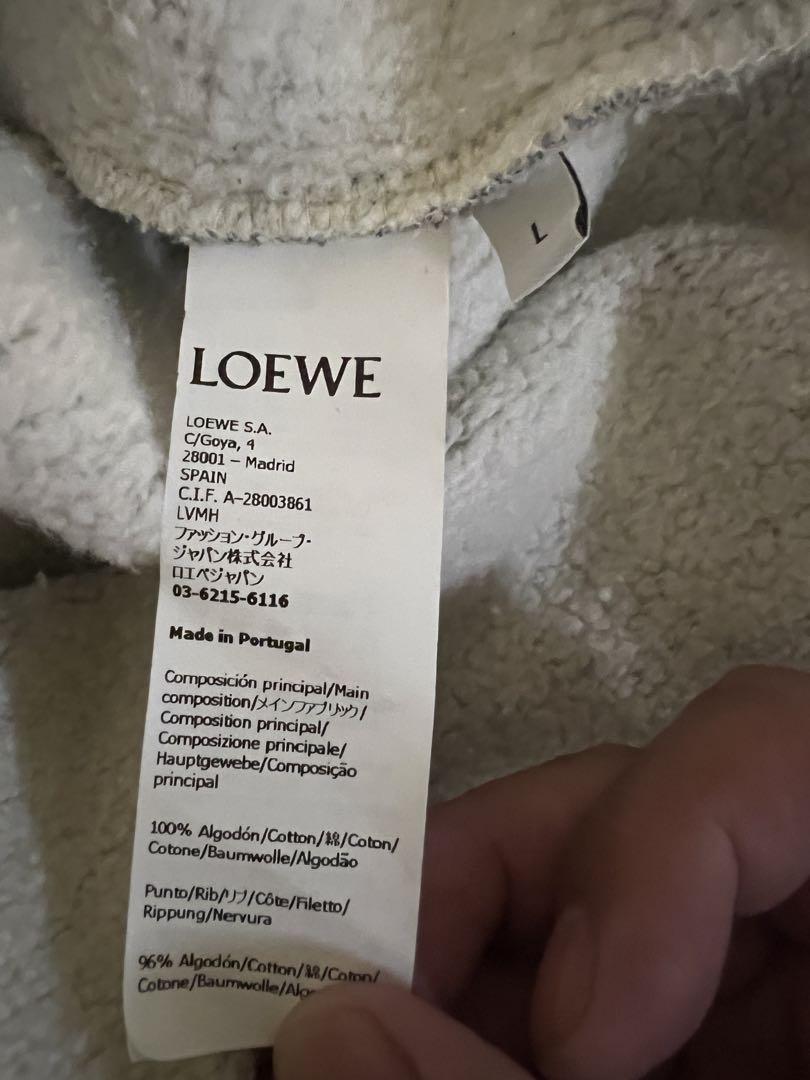 L
LOEWE
LOEWE S.A.
C/Goya, 4
28001 – Madrid
SPAIN
C.I.F. A–28003861
LVMH
ファッション・グループ・
ジャパン株式会社
ロエベジャパン
03-6215-6116
Made in Portugal
Composición principal/Main
composition/メインファブリック/
Composition principal/
Composizione principale/
Hauptgewebe/Composição
principal
100% Algodón/Cotton/綿/Coton/
Cotone/Baumwolle/Algodão
Punto/Rib/リブ/Côte/Filetto/
Rippung/Nervura
96% Algodón/Cotton/綿/Coton/
Cotone/Baumwolle/